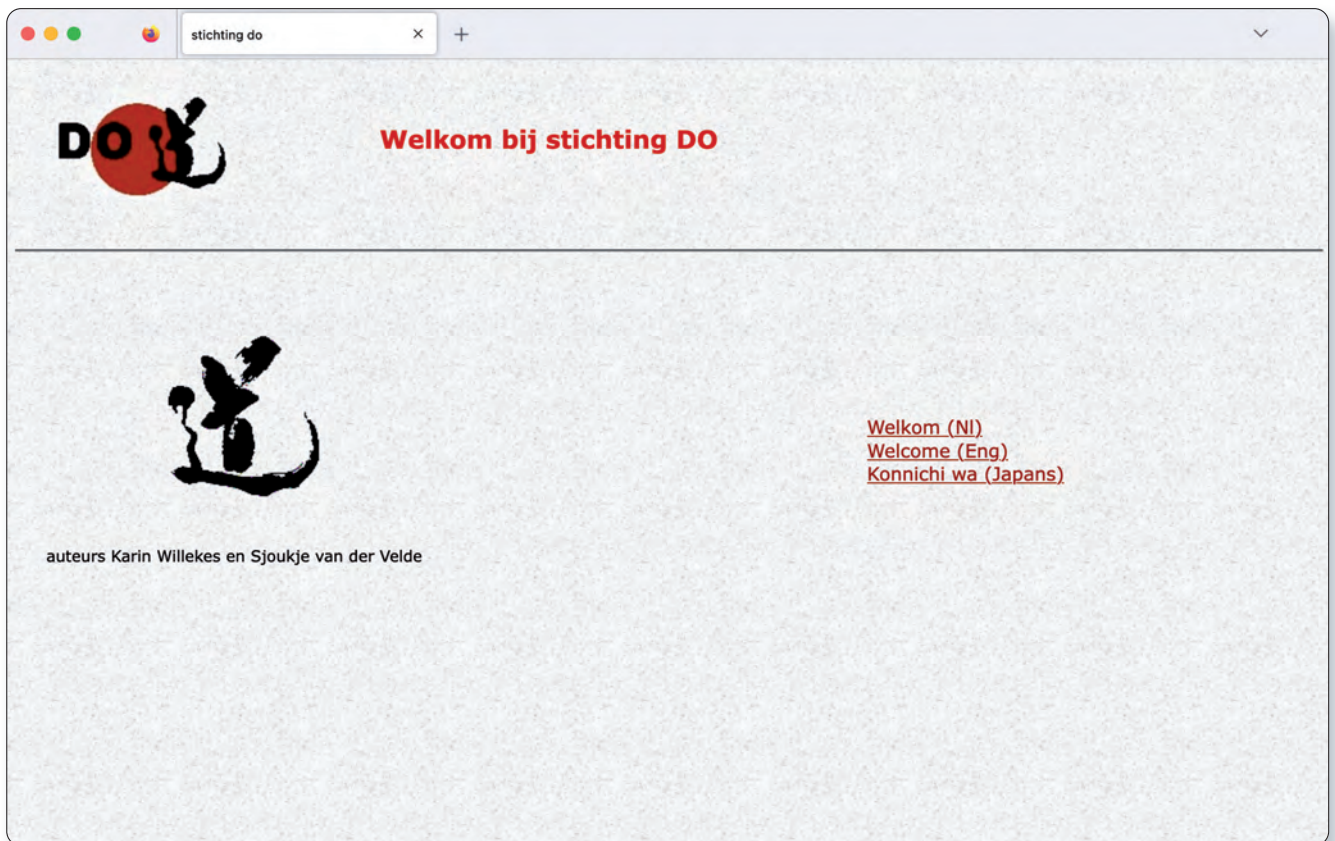 stichting do
DO 道
Welkom bij stichting DO
道
Welkom (Nl)
Welcome (Eng)
Konnichi wa (Japans)
auteurs Karin Willekes en Sjoukje van der Velde